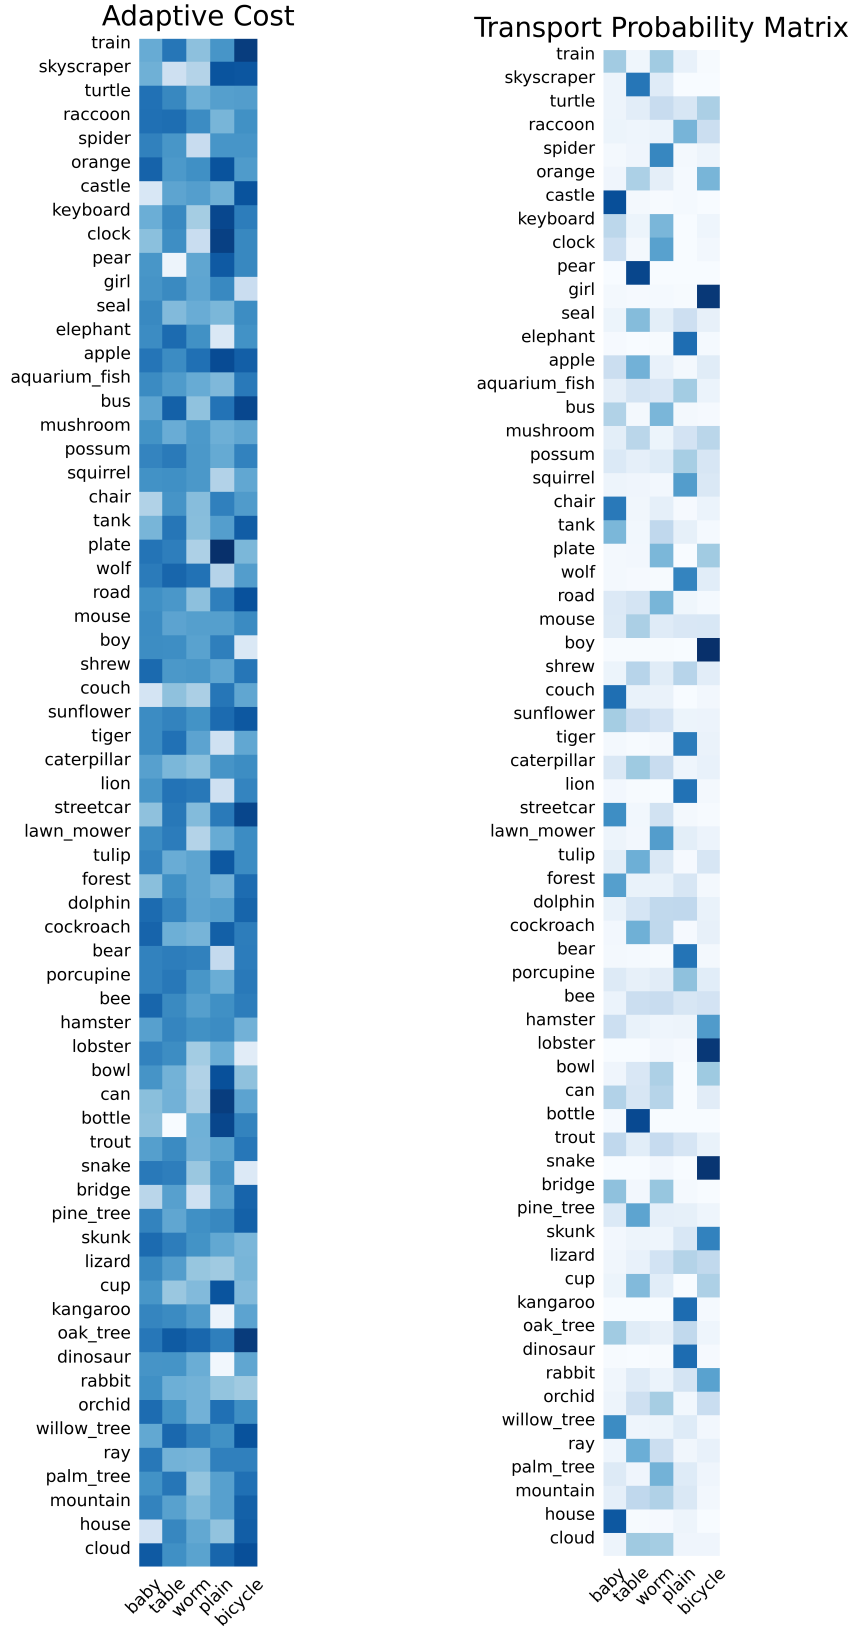 Adaptive Cost
train
skyscraper
turtle
raccoon
spider
orange
castle
keyboard
clock
pear
girl
seal
elephant
apple
aquarium_fish
bus
mushroom
possum
squirrel
chair
tank
plate
wolf
road
mouse
boy
shrew
couch
sunflower
tiger
caterpillar
lion
streetcar
lawn_mower
tulip
forest
dolphin
cockroach
bear
porcupine
bee
hamster
lobster
bowl
can
bottle
trout
snake
bridge
pine_tree
skunk
lizard
cup
kangaroo
oak_tree
dinosaur
rabbit
orchid
willow_tree
ray
palm_tree
mountain
house
cloud
baby
table
worm
plain
bicycle
Transport Probability Matrix
train
skyscraper
turtle
raccoon
spider
orange
castle
keyboard
clock
pear
girl
seal
elephant
apple
aquarium_fish
bus
mushroom
possum
squirrel
chair
tank
plate
wolf
road
mouse
boy
shrew
couch
sunflower
tiger
caterpillar
lion
streetcar
lawn_mower
tulip
forest
dolphin
cockroach
bear
porcupine
bee
hamster
lobster
bowl
can
bottle
trout
snake
bridge
pine_tree
skunk
lizard
cup
kangaroo
oak_tree
dinosaur
rabbit
orchid
willow_tree
ray
palm_tree
mountain
house
cloud
baby
table
worm
plain
bicycle